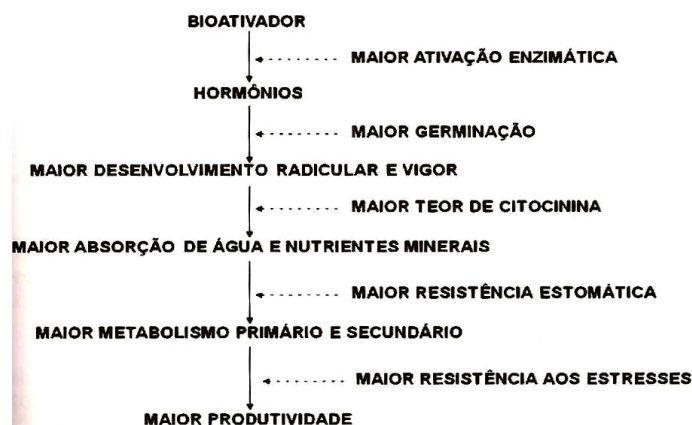 BIOATIVADOR
MAIOR ATIVAÇÃO ENZIMÁTICA
HORMÔNIOS
MAIOR GERMINAÇÃO
MAIOR DESENVOLVIMENTO RADICULAR E VIGOR
MAIOR TEOR DE CITOCININA
MAIOR ABSORÇÃO DE ÁGUA E NUTRIENTES MINERAIS
MAIOR RESISTÊNCIA ESTOMÁTICA
MAIOR METABOLISMO PRIMÁRIO E SECUNDÁRIO
MAIOR RESISTÊNCIA AOS ESTRESSES
MAIOR PRODUTIVIDADE